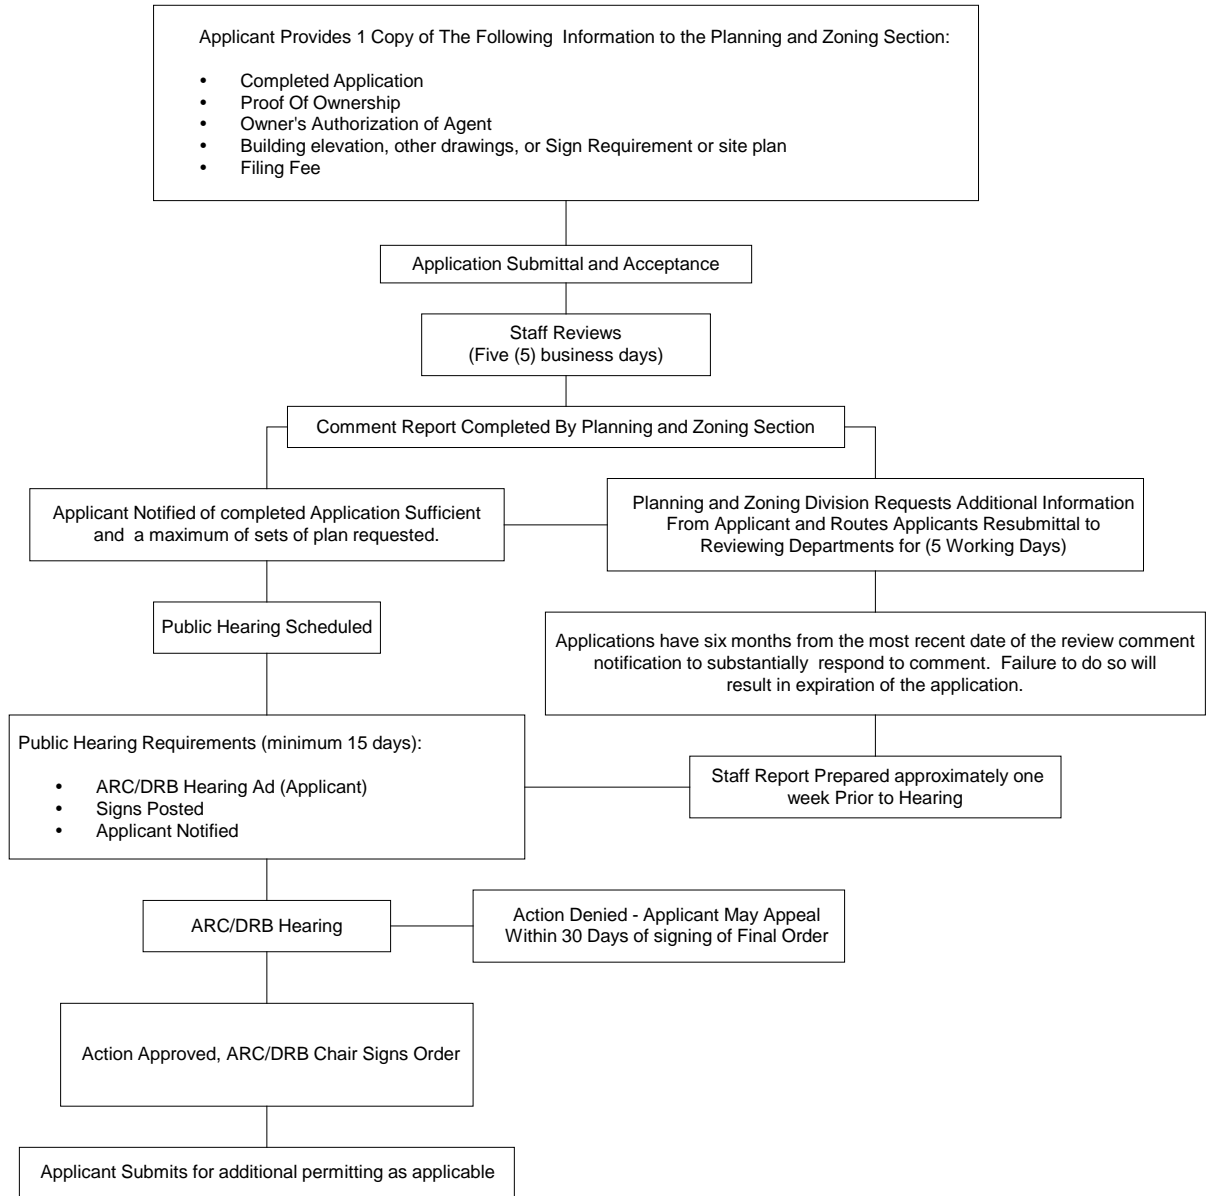 Applicant Provides 1 Copy of The Following Information to the Planning and Zoning Section:
• Completed Application
• Proof Of Ownership
• Owner's Authorization of Agent
• Building elevation, other drawings, or Sign Requirement or site plan
• Filing Fee
Application Submittal and Acceptance
Staff Reviews
(Five (5) business days)
Comment Report Completed By Planning and Zoning Section
Applicant Notified of completed Application Sufficient
and a maximum of sets of plan requested.
Planning and Zoning Division Requests Additional Information
From Applicant and Routes Applicants Resubmittal to
Reviewing Departments for (5 Working Days)
Public Hearing Scheduled
Applications have six months from the most recent date of the review comment
notification to substantially respond to comment. Failure to do so will
result in expiration of the application.
Public Hearing Requirements (minimum 15 days):
• ARC/DRB Hearing Ad (Applicant)
• Signs Posted
• Applicant Notified
Staff Report Prepared approximately one
week Prior to Hearing
ARC/DRB Hearing
Action Denied - Applicant May Appeal
Within 30 Days of signing of Final Order
Action Approved, ARC/DRB Chair Signs Order
Applicant Submits for additional permitting as applicable